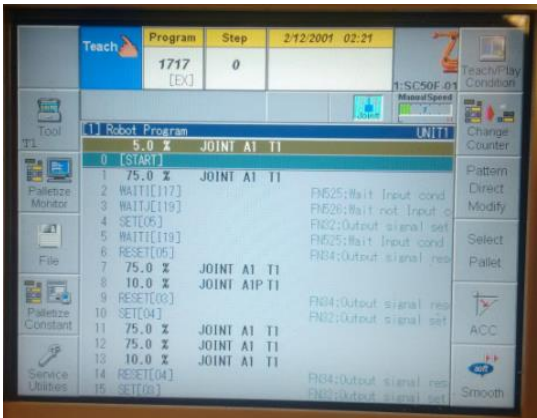 Teach
Program
Step
2/12/2001 02:21
1717
[EX]
0
1:SC50F-01
Teach/Play
Condition
Manual Speed
Joint
Tool
T1
[1] Robot Program
UNIT1
Change
Counter
5.0 % JOINT A1 T1
0 [START]
1 75.0 % JOINT A1 T1
2 WAITI[I17] FN525;Wait Input cond
3 WAITJ[I19] FN526;Wait not Input c
4 SET[O5] FN32;Output signal set
5 WAITI[I19] FN525;Wait Input cond
6 RESET[O5] FN34;Output signal res
7 75.0 % JOINT A1 T1
8 10.0 % JOINT A1P T1
9 RESET[O3] FN34;Output signal res
10 SET[O4] FN32;Output signal set
11 75.0 % JOINT A1 T1
12 75.0 % JOINT A1 T1
13 10.0 % JOINT A1 T1
14 RESET[O4] FN34;Output signal res
15 SET[O3] FN32;Output signal set
Palletize
Monitor
File
Palletize
Constant
Service
Utilities
Pattern
Direct
Modify
Select
Pallet
ACC
soft
Smooth